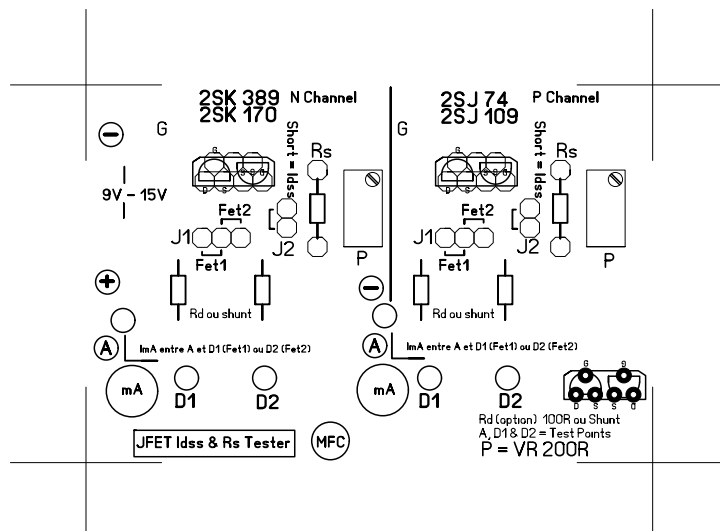 2SK 389 N Channel
2SK 170
G
Short = Idss
Rs
G
S G G
D S
9V - 15V
Fet2
J1
J2
Fet1
P
Rd ou shunt
A
ImA entre A et D1 (Fet1) ou D2 (Fet2)
mA
D1
D2
2SJ 74 P Channel
2SJ 109
G
Short = Idss
Rs
G
S G G
D S
Fet2
J1
J2
Fet1
P
Rd ou shunt
A
ImA entre A et D1 (Fet1) ou D2 (Fet2)
mA
D1
D2
G G
D S S D
Rd (option) 100R ou Shunt
A, D1 & D2 = Test Points
P = VR 200R
JFET Idss & Rs Tester
MFC